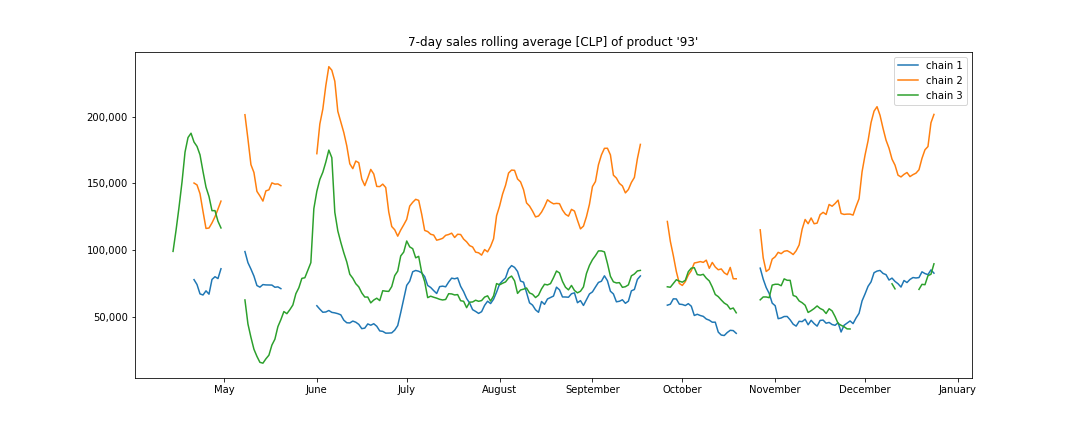 7-day sales rolling average [CLP] of product '93'
chain 1
chain 2
chain 3
200,000
150,000
100,000
50,000
May June July August September October November December January